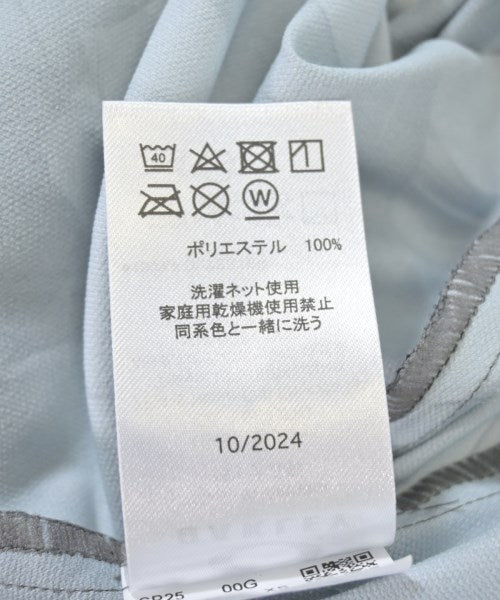 40
W
ポリエステル 100%
洗濯ネット使用
家庭用乾燥機使用禁止
同系色と一緒に洗う
10/2024
00G